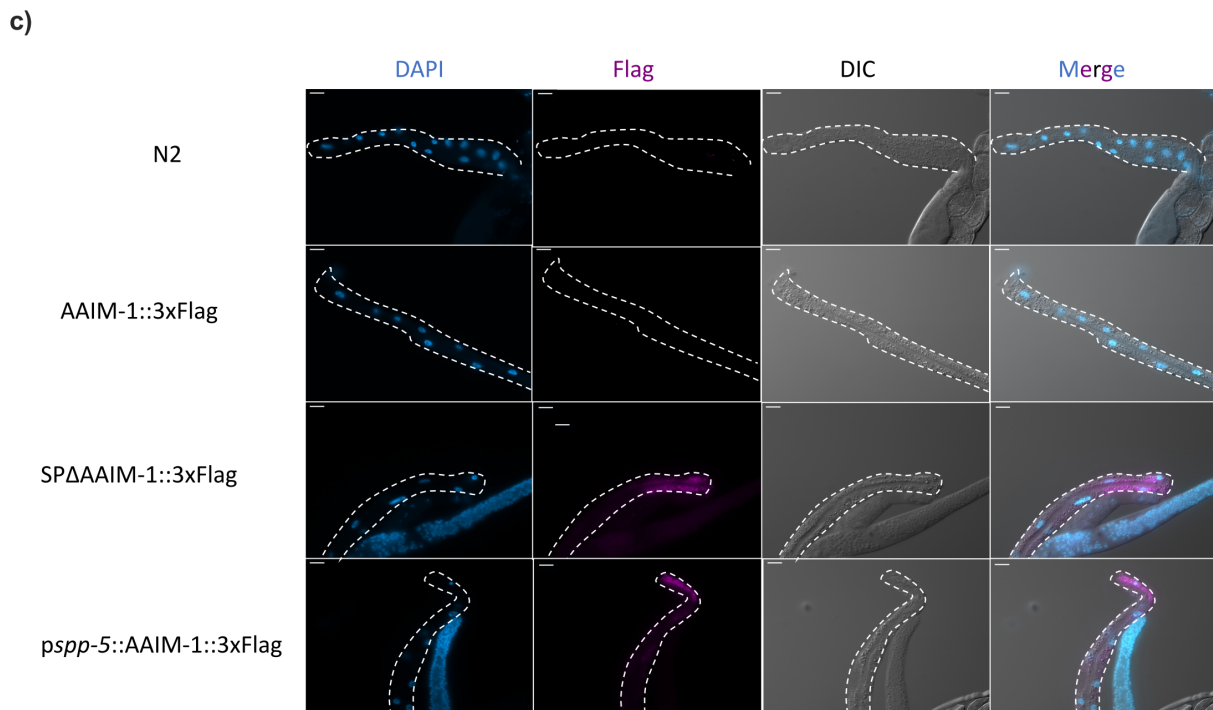 c)
DAPI Flag DIC Merge
N2
AAIM-1::3xFlag
SPΔAAIM-1::3xFlag
pspp-5::AAIM-1::3xFlag